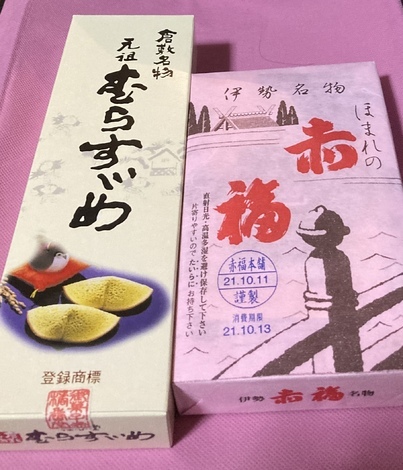 倉敷名物
元祖
むらすゞめ
登録商標
むらすゞめ
伊勢名物
ほまれの
赤福
直射日光・高温多湿を避け保存して下さい
片寄りやすいので たいらに お持ち下さい
赤福本舗
21.10.11
謹製
消費期限
21.10.13
伊勢 赤福 名物